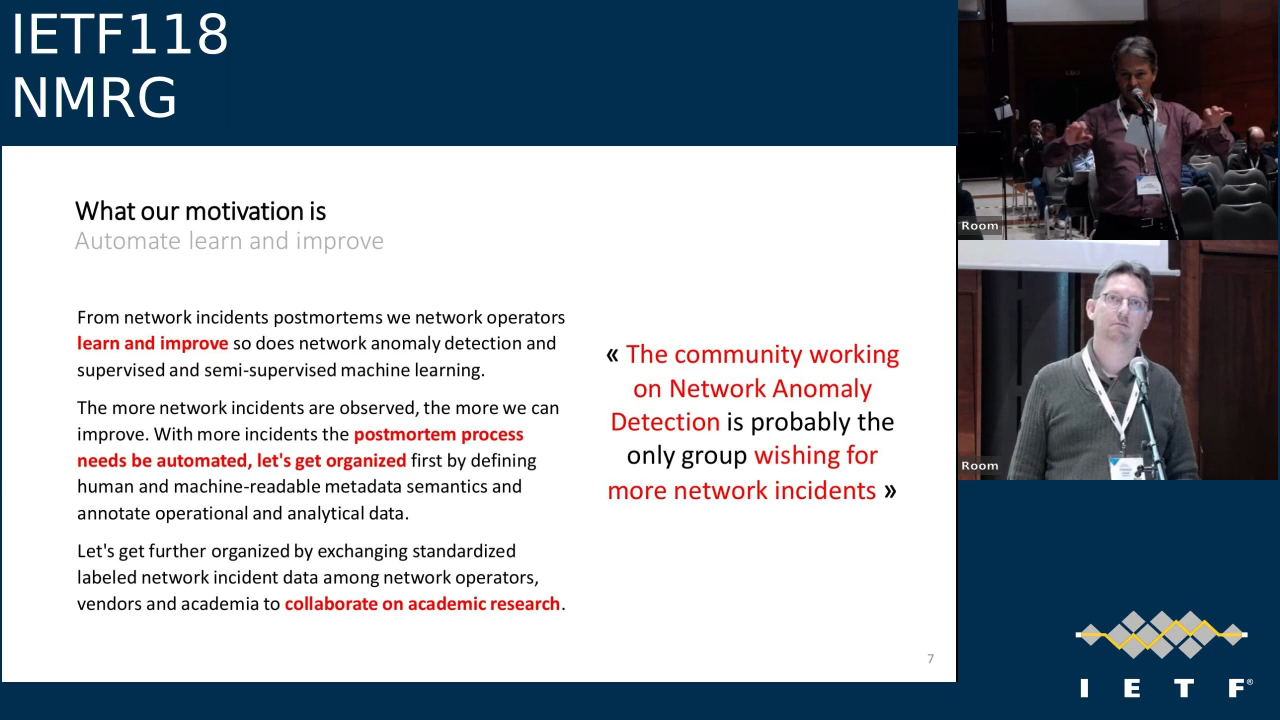 IETF118
NMRG
What our motivation is
Automate learn and improve
From network incidents postmortems we network operators
learn and improve so does network anomaly detection and
supervised and semi-supervised machine learning.
The more network incidents are observed, the more we can
improve. With more incidents the postmortem process
needs be automated, let's get organized first by defining
human and machine-readable metadata semantics and
annotate operational and analytical data.
Let's get further organized by exchanging standardized
labeled network incident data among network operators,
vendors and academia to collaborate on academic research.
« The community working
on Network Anomaly
Detection is probably the
only group wishing for
more network incidents »
7
Room
Room
I E T F®